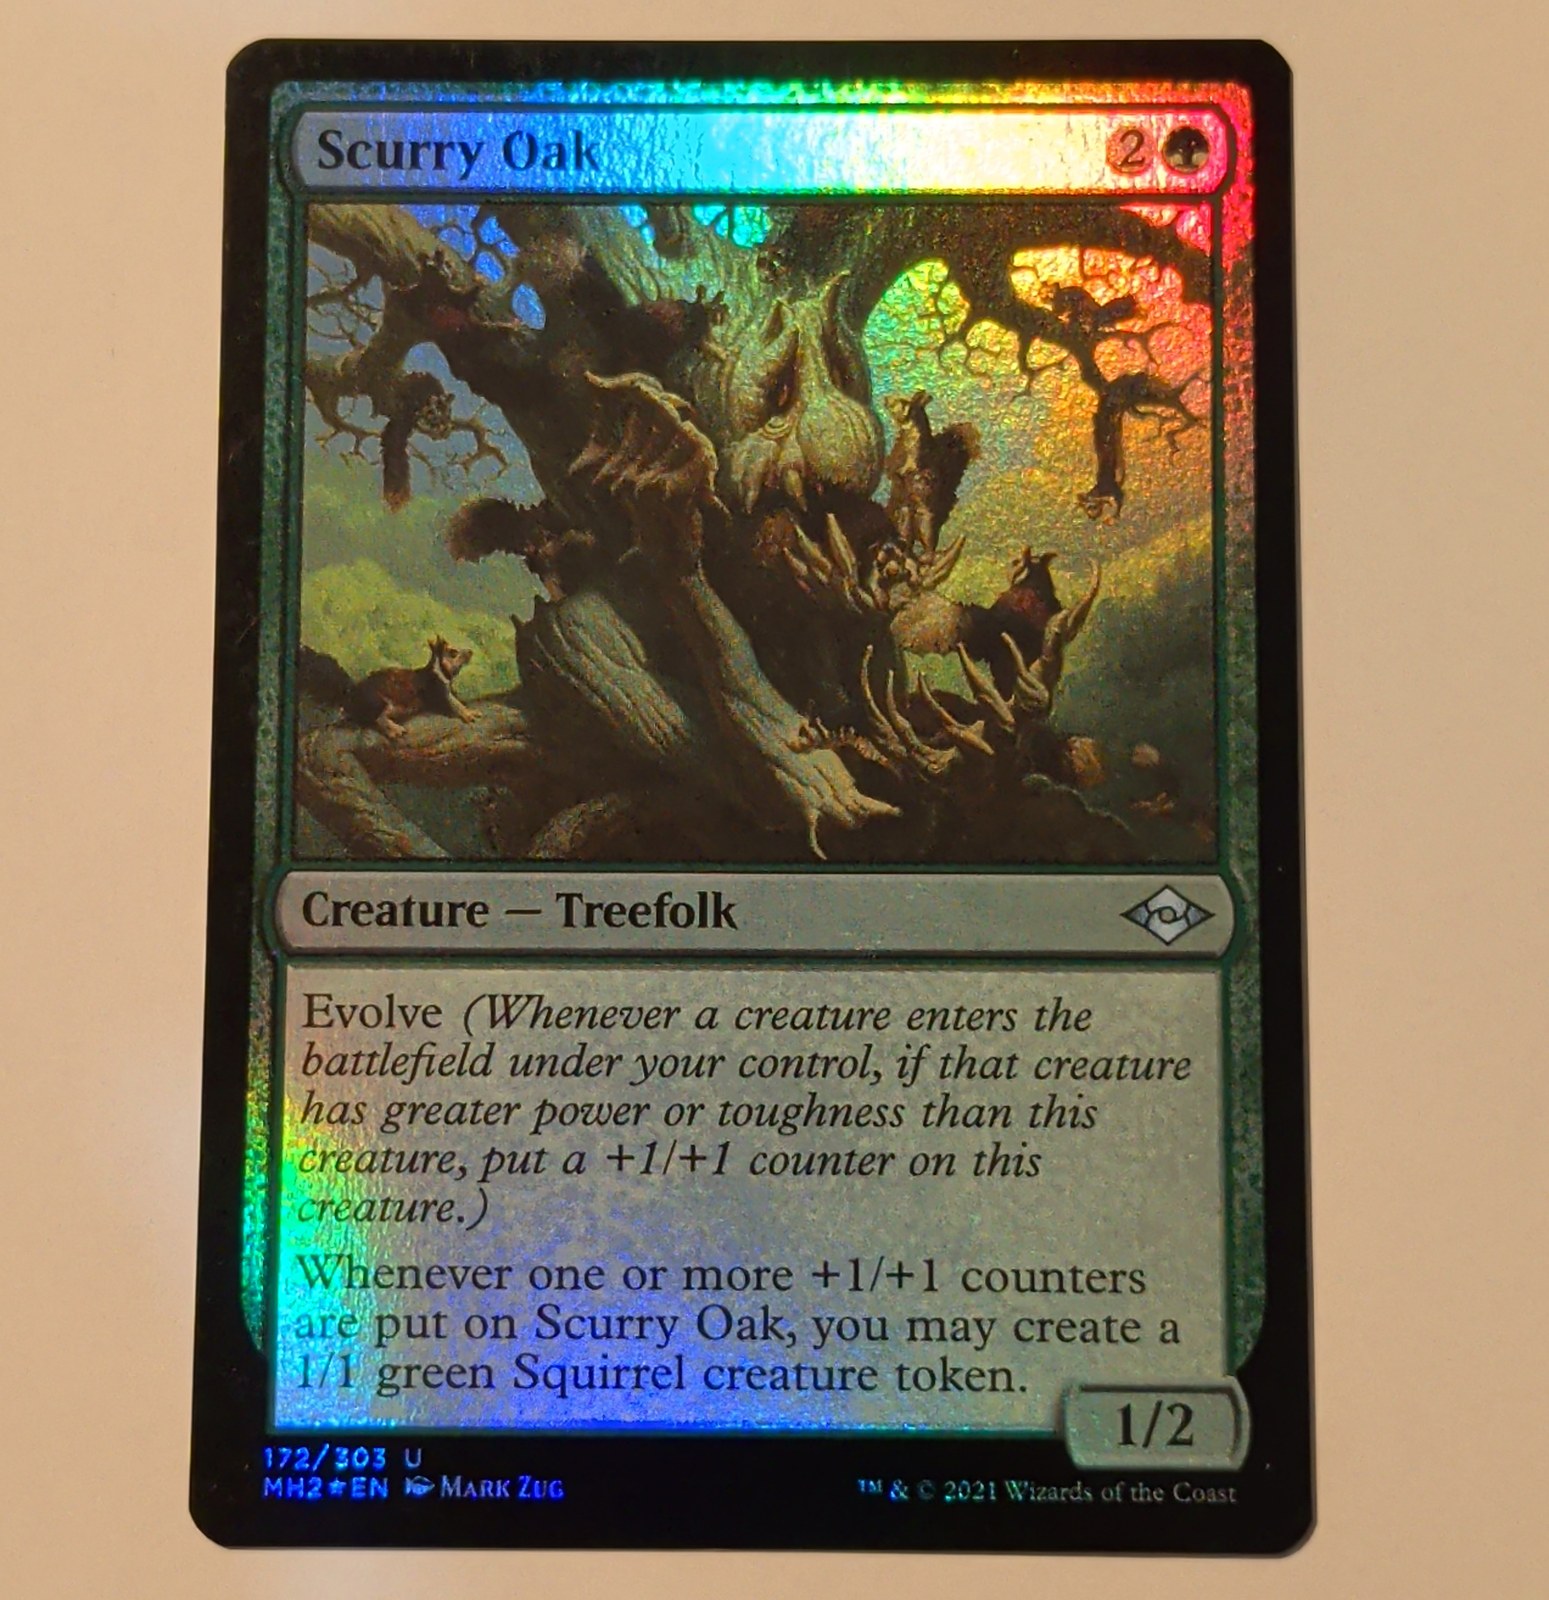 Scurry Oak 2
Creature — Treefolk
Evolve (Whenever a creature enters the
battlefield under your control, if that creature
has greater power or toughness than this
creature, put a +1/+1 counter on this
creature.)
Whenever one or more +1/+1 counters
are put on Scurry Oak, you may create a
1/1 green Squirrel creature token.
1/2
172/303 U
MH2★EN Mark Zug
™ & © 2021 Wizards of the Coast